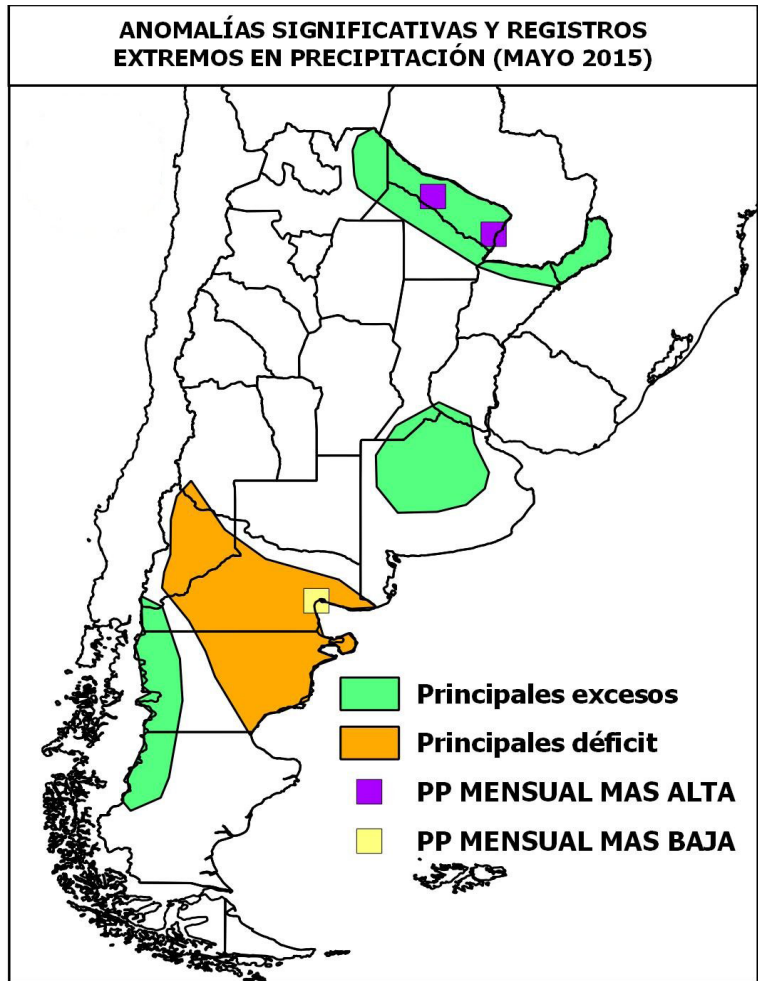 ANOMALÍAS SIGNIFICATIVAS Y REGISTROS
EXTREMOS EN PRECIPITACIÓN (MAYO 2015)
Principales excesos
Principales déficit
PP MENSUAL MAS ALTA
PP MENSUAL MAS BAJA